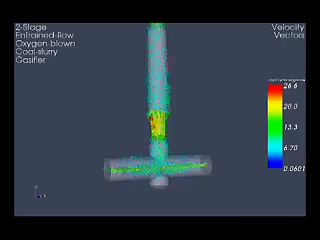 2-Stage
Entrained-flow
Oxygen blown
Coal-slurry
Gasifier
Velocity
Vectors
26.6
20.0
13.3
6.70
0.0601